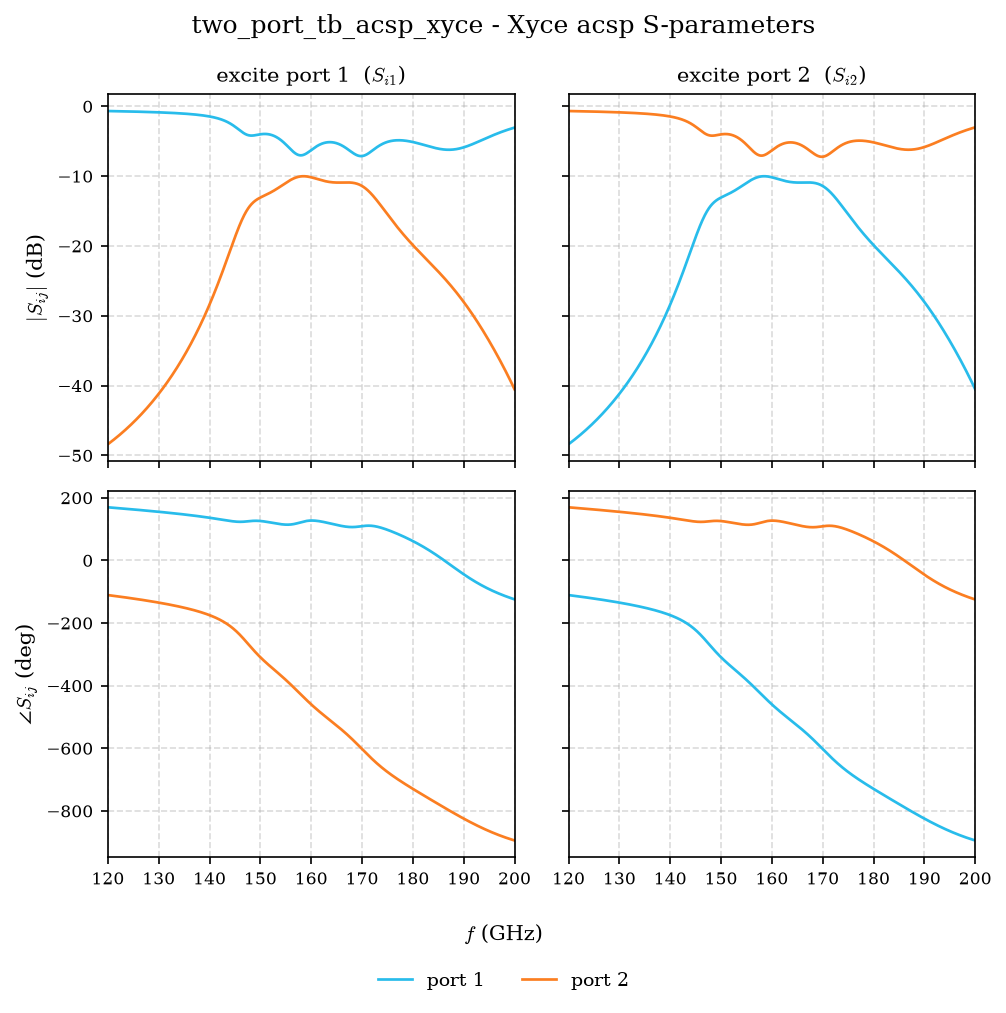 two_port_tb_acsp_xyce - Xyce acsp S-parameters
excite port 1 (S_{i1})
excite port 2 (S_{i2})
|S_{ij}| (dB)
0
−10
−20
−30
−40
−50
∠S_{ij} (deg)
200
0
−200
−400
−600
−800
120 130 140 150 160 170 180 190 200
120 130 140 150 160 170 180 190 200
f (GHz)
port 1 port 2